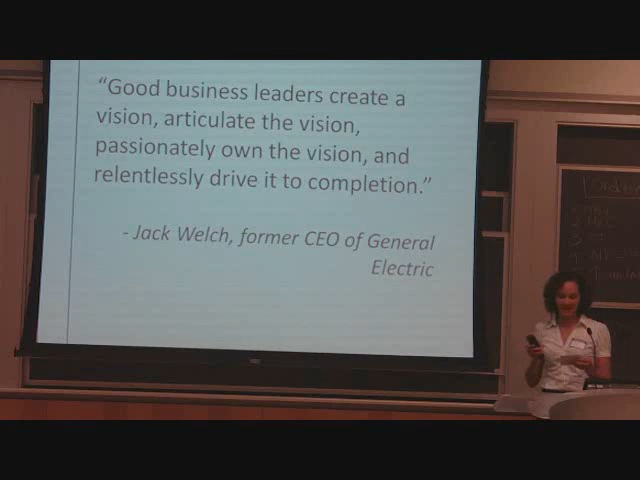 “Good business leaders create a
vision, articulate the vision,
passionately own the vision, and
relentlessly drive it to completion.”
- Jack Welch, former CEO of General
Electric